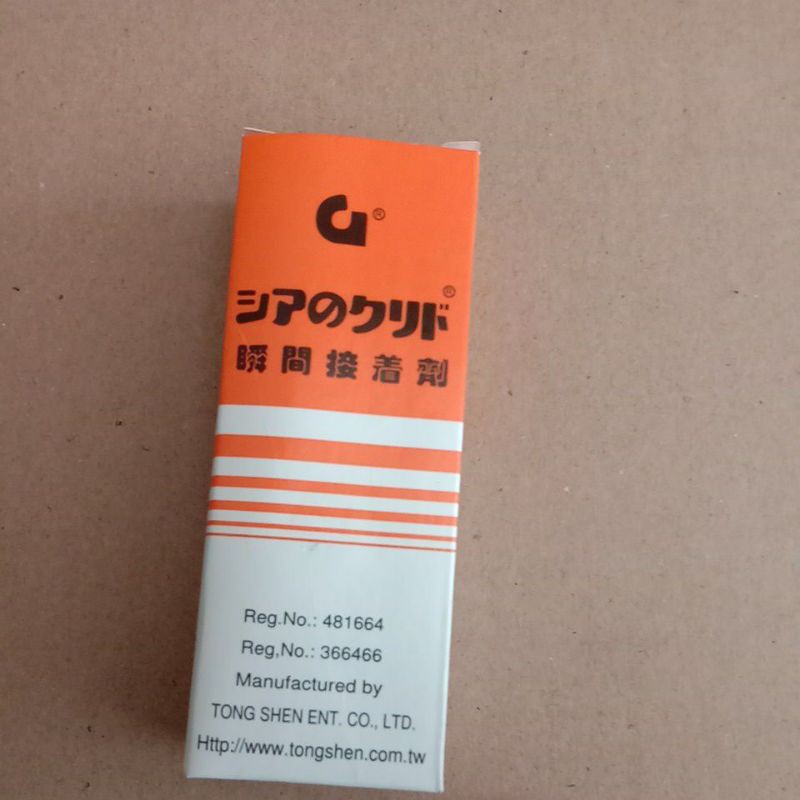 G®
シアのクリド®
瞬間接着劑
Reg.No.: 481664
Reg,No.: 366466
Manufactured by
TONG SHEN ENT. CO., LTD.
Http://www.tongshen.com.tw